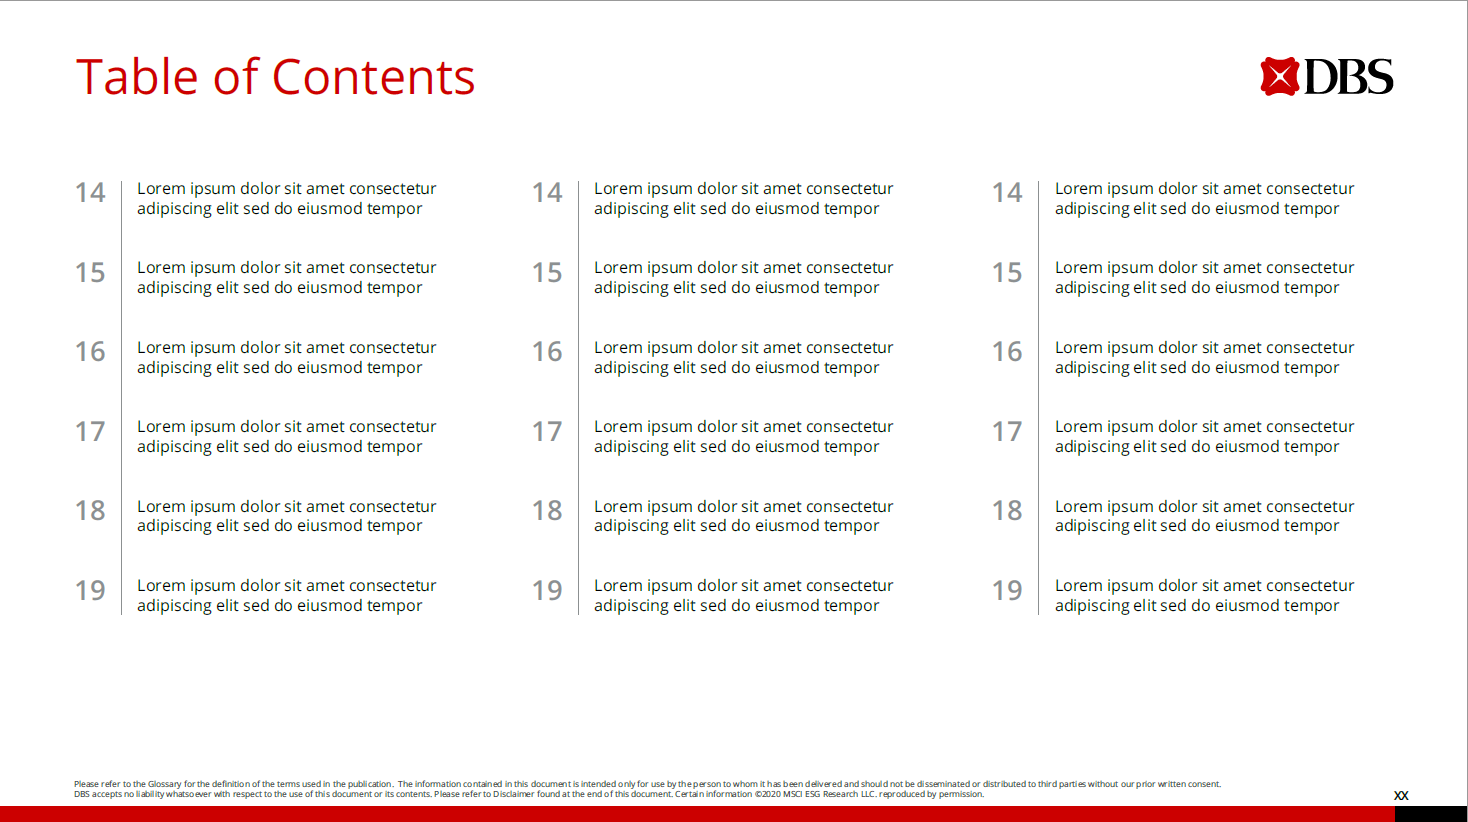 Table of Contents
DBS
14
Lorem ipsum dolor sit amet consectetur
adipiscing elit sed do eiusmod tempor
15
Lorem ipsum dolor sit amet consectetur
adipiscing elit sed do eiusmod tempor
16
Lorem ipsum dolor sit amet consectetur
adipiscing elit sed do eiusmod tempor
17
Lorem ipsum dolor sit amet consectetur
adipiscing elit sed do eiusmod tempor
18
Lorem ipsum dolor sit amet consectetur
adipiscing elit sed do eiusmod tempor
19
Lorem ipsum dolor sit amet consectetur
adipiscing elit sed do eiusmod tempor
14
Lorem ipsum dolor sit amet consectetur
adipiscing elit sed do eiusmod tempor
15
Lorem ipsum dolor sit amet consectetur
adipiscing elit sed do eiusmod tempor
16
Lorem ipsum dolor sit amet consectetur
adipiscing elit sed do eiusmod tempor
17
Lorem ipsum dolor sit amet consectetur
adipiscing elit sed do eiusmod tempor
18
Lorem ipsum dolor sit amet consectetur
adipiscing elit sed do eiusmod tempor
19
Lorem ipsum dolor sit amet consectetur
adipiscing elit sed do eiusmod tempor
14
Lorem ipsum dolor sit amet consectetur
adipiscing elit sed do eiusmod tempor
15
Lorem ipsum dolor sit amet consectetur
adipiscing elit sed do eiusmod tempor
16
Lorem ipsum dolor sit amet consectetur
adipiscing elit sed do eiusmod tempor
17
Lorem ipsum dolor sit amet consectetur
adipiscing elit sed do eiusmod tempor
18
Lorem ipsum dolor sit amet consectetur
adipiscing elit sed do eiusmod tempor
19
Lorem ipsum dolor sit amet consectetur
adipiscing elit sed do eiusmod tempor
Please refer to the Glossary for the definition of the terms used in the publication. The information contained in this document is intended only for use by the person to whom it has been delivered and should not be disseminated or distributed to third parties without our prior written consent.
DBS accepts no liability whatsoever with respect to the use of this document or its contents. Please refer to Disclaimer found at the end of this document. Certain information ©2020 MSCI ESG Research LLC, reproduced by permission.
xx